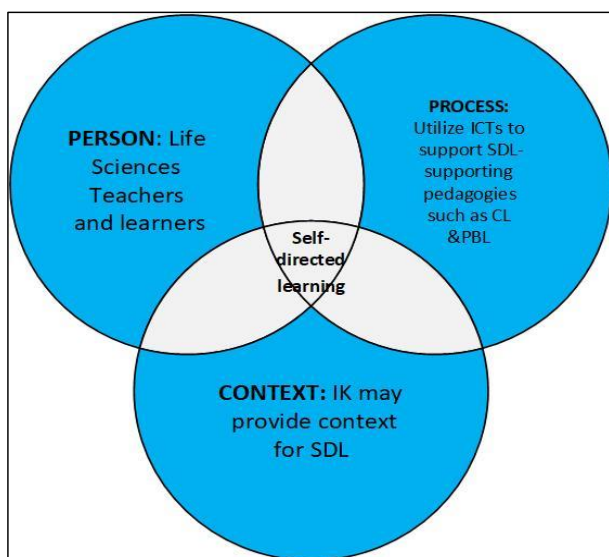 PERSON: Life
Sciences
Teachers
and learners
PROCESS:
Utilize ICTs to
support SDL-
supporting
pedagogies
such as CL
&PBL
Self-
directed
learning
CONTEXT: IK may
provide context
for SDL